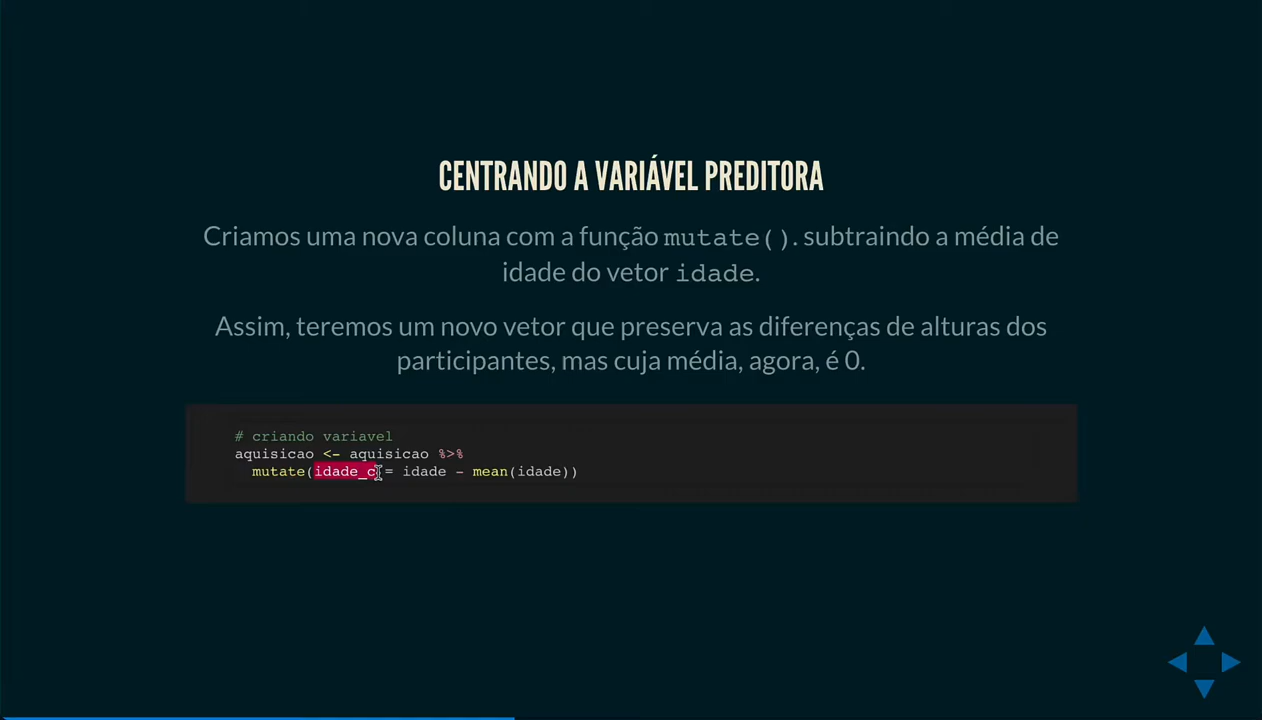 CENTRANDO A VARIÁVEL PREDITORA
Criamos uma nova coluna com a função mutate(). subtraindo a média de
idade do vetor idade.
Assim, teremos um novo vetor que preserva as diferenças de alturas dos
participantes, mas cuja média, agora, é 0.
# criando variavel
aquisicao <- aquisicao %>%
mutate(idade_c = idade - mean(idade))